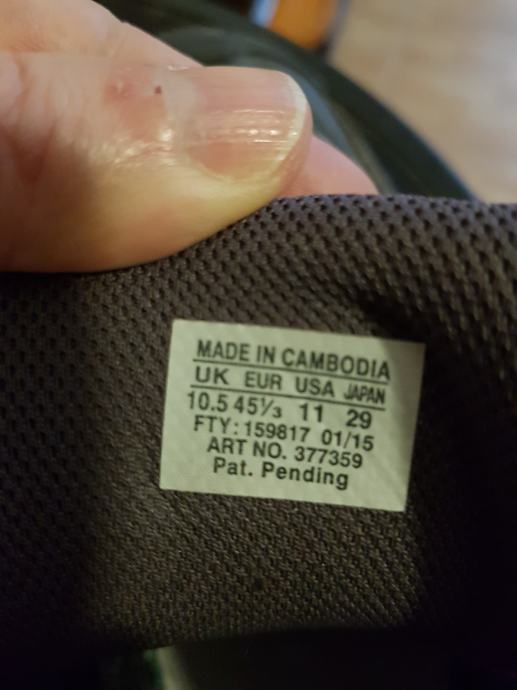 MADE IN CAMBODIA
UK EUR USA JAPAN
10.5 45⅓ 11 29
FTY: 159817 01/15
ART NO. 377359
Pat. Pending